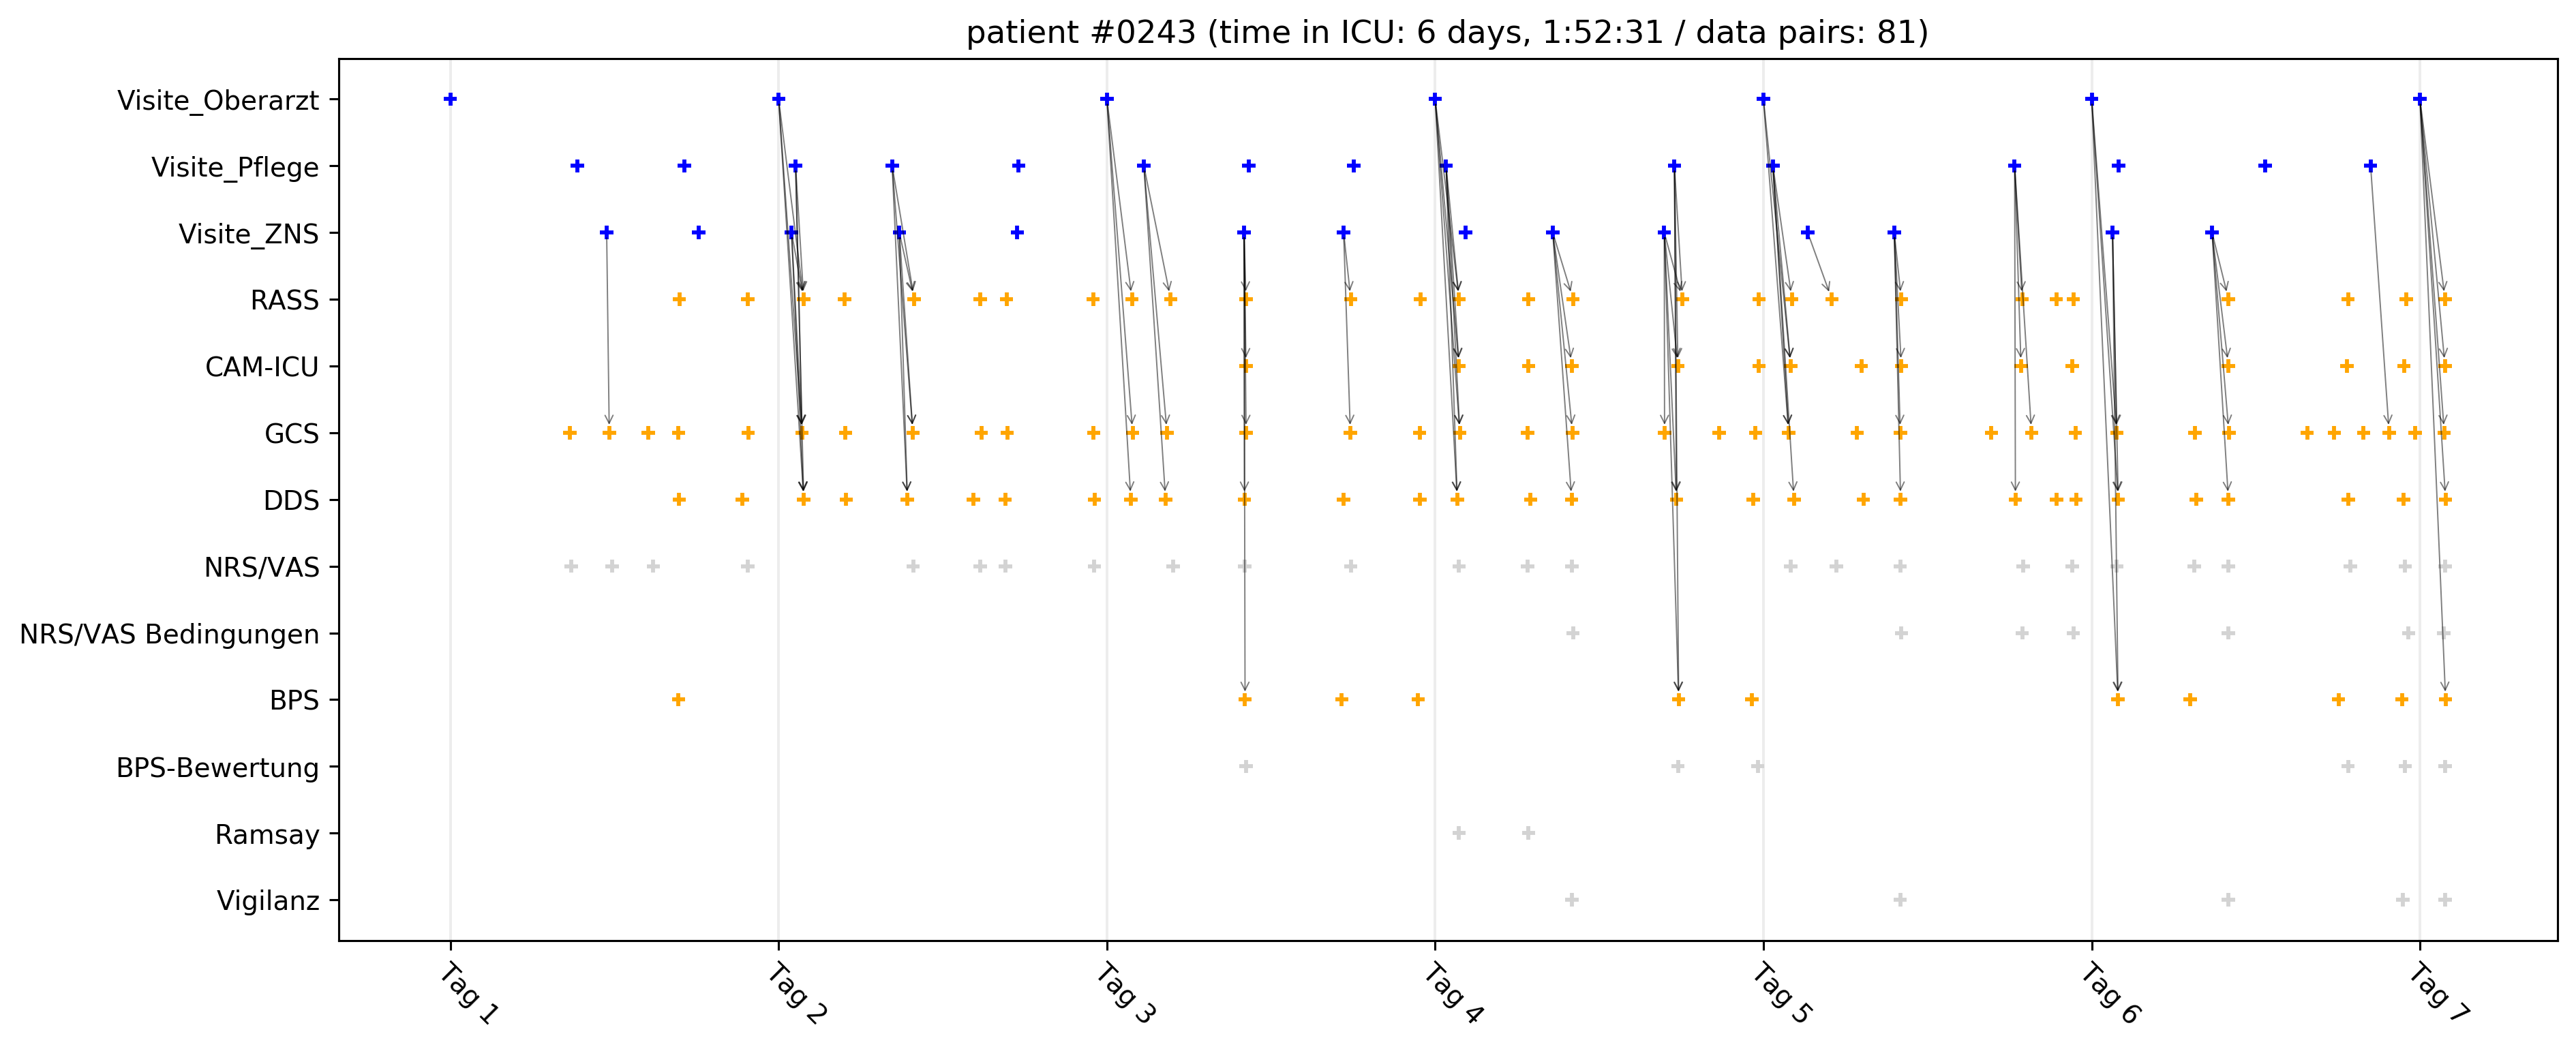 patient #0243 (time in ICU: 6 days, 1:52:31 / data pairs: 81)
Visite_Oberarzt
Visite_Pflege
Visite_ZNS
RASS
CAM-ICU
GCS
DDS
NRS/VAS
NRS/VAS Bedingungen
BPS
BPS-Bewertung
Ramsay
Vigilanz
Tag 1
Tag 2
Tag 3
Tag 4
Tag 5
Tag 6
Tag 7